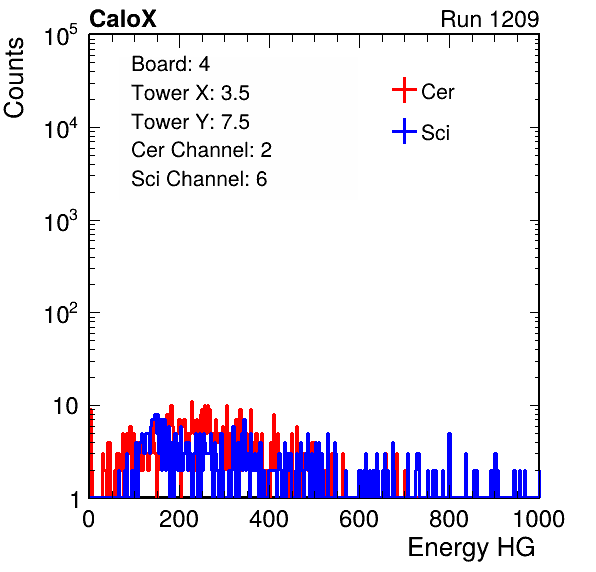 CaloX Run 1209
Counts
Board: 4
Tower X: 3.5
Tower Y: 7.5
Cer Channel: 2
Sci Channel: 6
Cer
Sci
10^5
10^4
10^3
10^2
10
1
0 200 400 600 800 1000
Energy HG